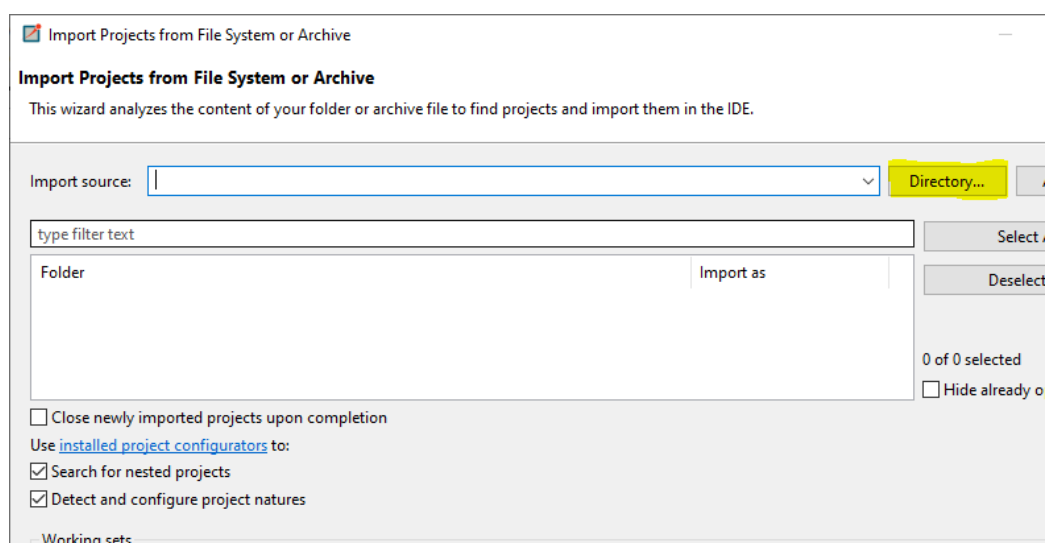 Import Projects from File System or Archive
Import Projects from File System or Archive
This wizard analyzes the content of your folder or archive file to find projects and import them in the IDE.
Import source: Directory...
type filter text Select
Folder Import as Deselect
0 of 0 selected
Hide already
Close newly imported projects upon completion
Use installed project configurators to:
Search for nested projects
Detect and configure project natures
Working sets